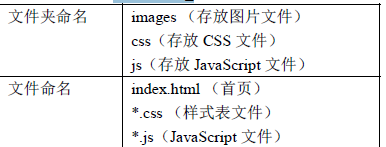 文件夹命名 images （存放图片文件）
css（存放 CSS 文件）
js（存放 JavaScript 文件）
文件命名 index.html （首页）
*.css （样式表文件）
*.js（JavaScript 文件）